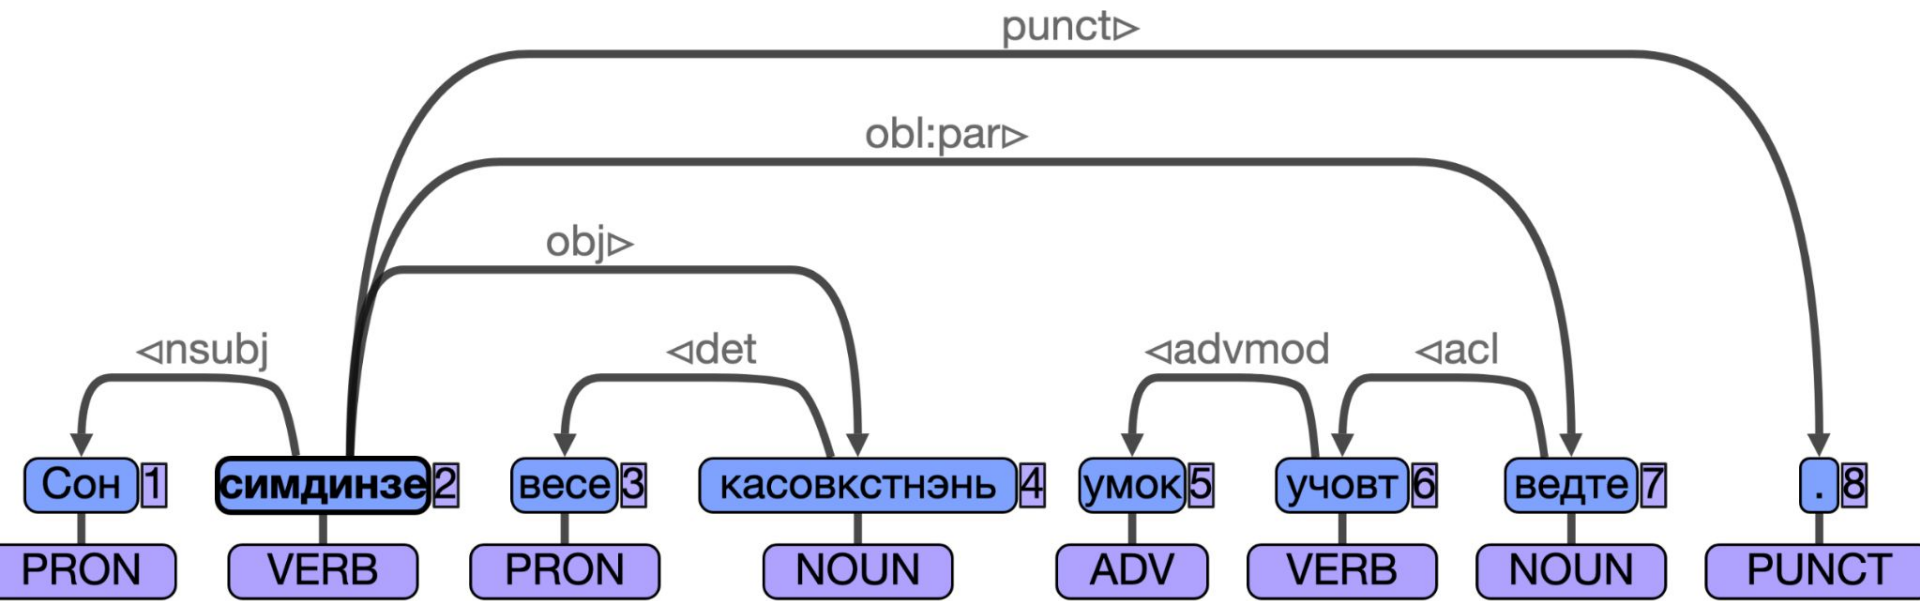 punct▷
obl:par▷
obj▷
◁nsubj ◁det ◁advmod ◁acl
Сон 1 симдинзе 2 весе 3 касовкстнэнь 4 умок 5 учовт 6 ведте 7 . 8
PRON VERB PRON NOUN ADV VERB NOUN PUNCT